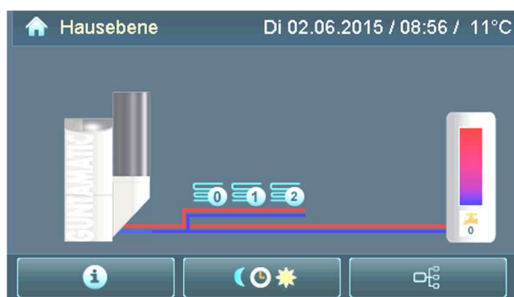 Hausebene Di 02.06.2015 / 08:56 / 11°C
GUNTAMATIC
0 1 2
0
i